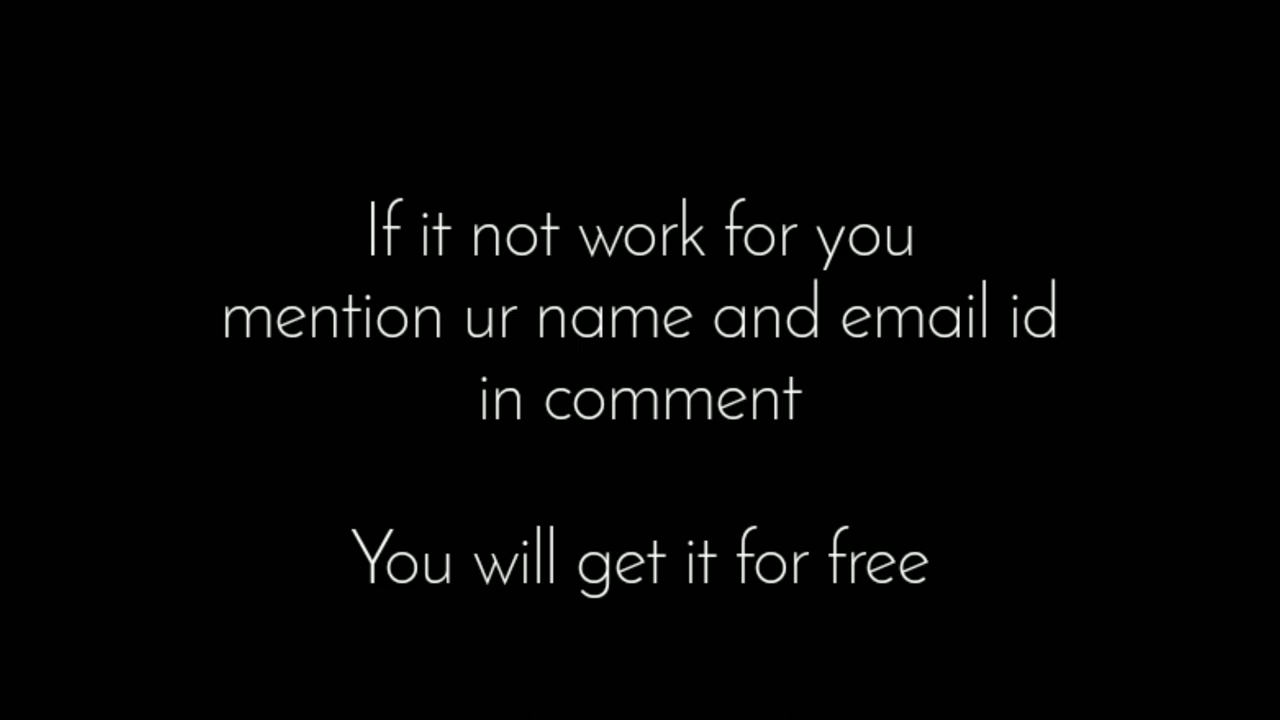 If it not work for you
mention ur name and email id
in comment
You will get it for free